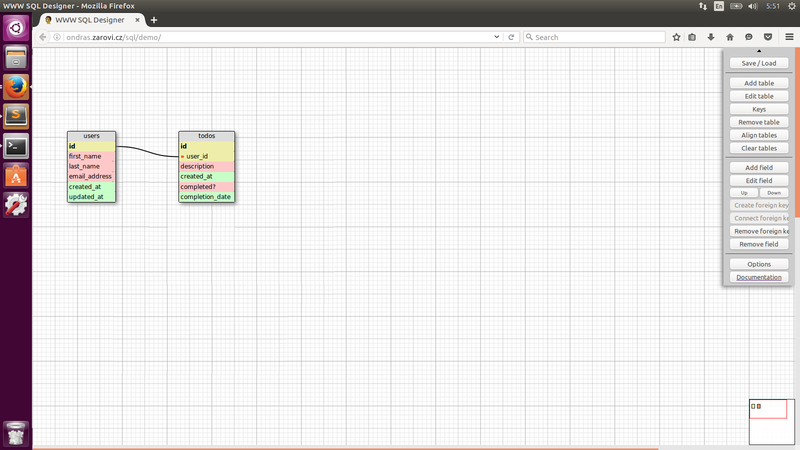 WWW SQL Designer - Mozilla Firefox
En
5:51
WWW SQL Designer
ondras.zarovi.cz/sql/demo/
Search
Save / Load
Add table
Edit table
Keys
Remove table
Align tables
Clear tables
Add field
Edit field
Up
Down
Create foreign key
Connect foreign key
Remove foreign ke
Remove field
Options
Documentation
users
id
first_name
last_name
email_address
created_at
updated_at
todos
id
» user_id
description
created_at
completed?
completion_date